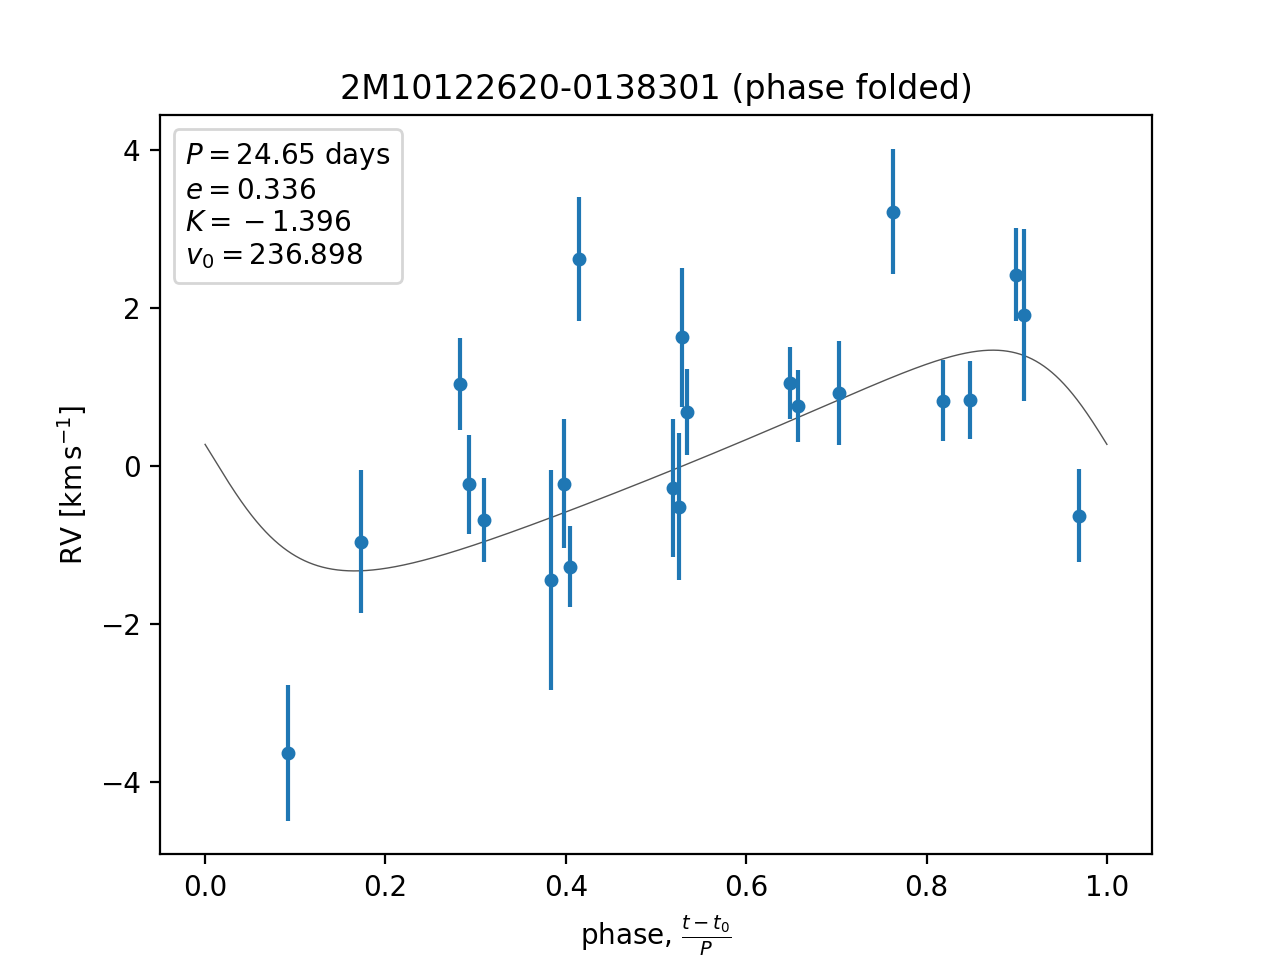 2M10122620-0138301 (phase folded)
P = 24.65 days
e = 0.336
K = −1.396
v₀ = 236.898
RV [km s⁻¹]
4
2
0
−2
−4
0.0 0.2 0.4 0.6 0.8 1.0
phase, (t − t₀)/P